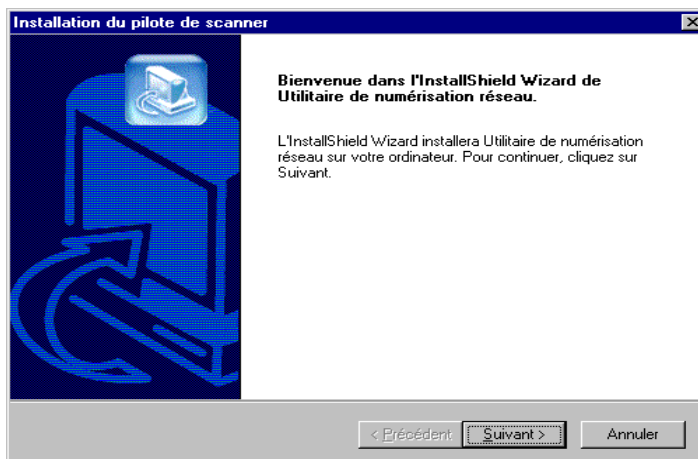 Installation du pilote de scanner
Bienvenue dans l'InstallShield Wizard de
Utilitaire de numérisation réseau.
L'InstallShield Wizard installera Utilitaire de numérisation
réseau sur votre ordinateur. Pour continuer, cliquez sur
Suivant.
< Précédent Suivant > Annuler